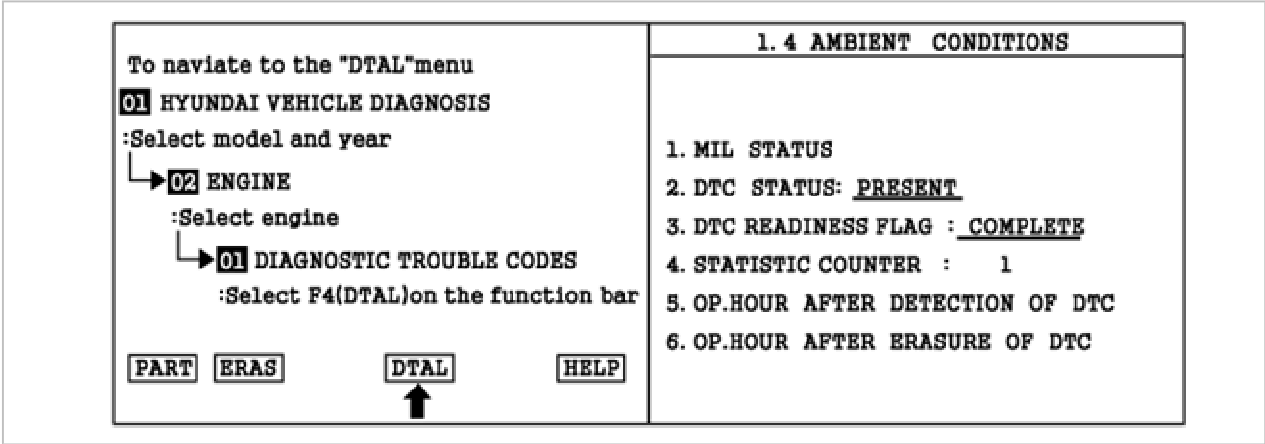 To naviate to the "DTAL"menu
01 HYUNDAI VEHICLE DIAGNOSIS
:Select model and year
02 ENGINE
:Select engine
01 DIAGNOSTIC TROUBLE CODES
:Select F4(DTAL)on the function bar
PART ERAS DTAL HELP
1.4 AMBIENT CONDITIONS
1. MIL STATUS
2. DTC STATUS: PRESENT
3. DTC READINESS FLAG : COMPLETE
4. STATISTIC COUNTER : 1
5. OP.HOUR AFTER DETECTION OF DTC
6. OP.HOUR AFTER ERASURE OF DTC